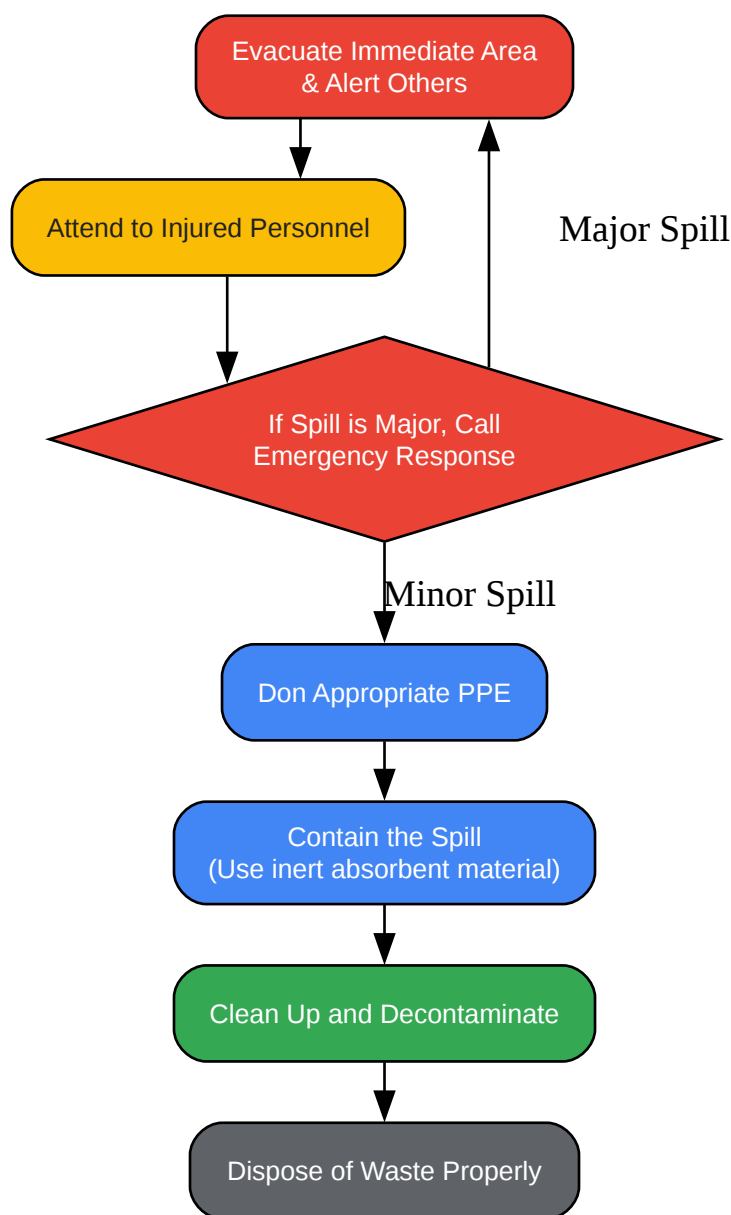 Evacuate Immediate Area
& Alert Others
Attend to Injured Personnel
Major Spill
If Spill is Major, Call
Emergency Response
Minor Spill
Don Appropriate PPE
Contain the Spill
(Use inert absorbent material)
Clean Up and Decontaminate
Dispose of Waste Properly